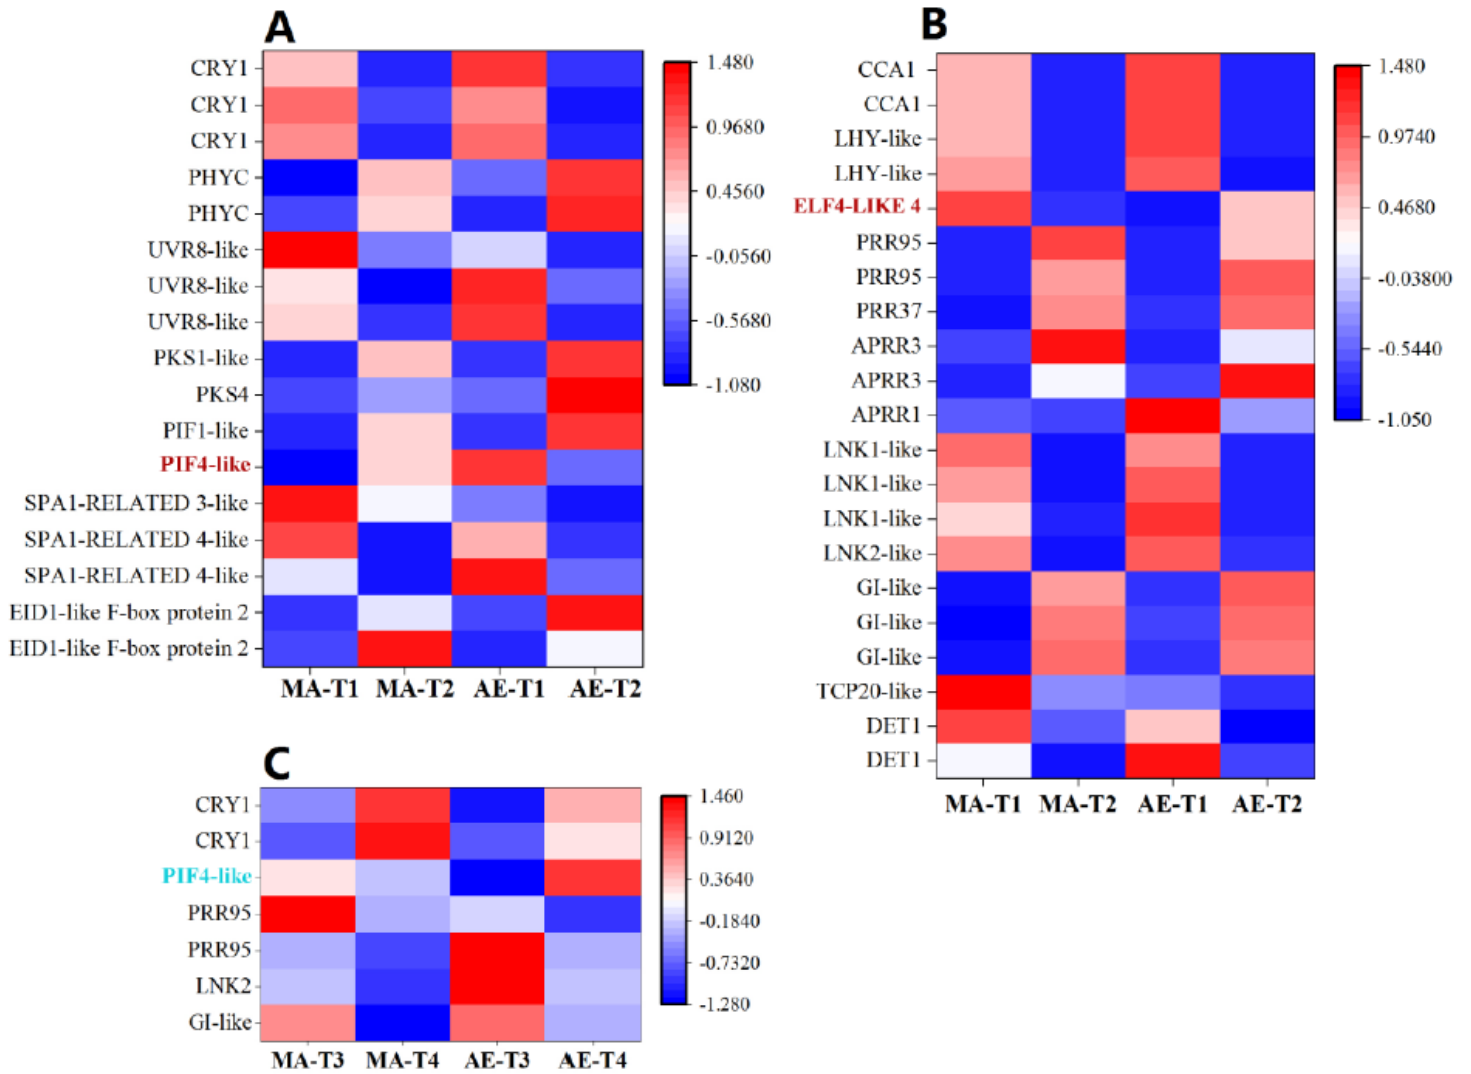 A
CRY1
CRY1
CRY1
PHYC
PHYC
UVR8-like
UVR8-like
UVR8-like
PKS1-like
PKS4
PIF1-like
PIF4-like
SPA1-RELATED 3-like
SPA1-RELATED 4-like
SPA1-RELATED 4-like
EID1-like F-box protein 2
EID1-like F-box protein 2
MA-T1 MA-T2 AE-T1 AE-T2
1.480
0.9680
0.4560
-0.0560
-0.5680
-1.080
B
CCA1
CCA1
LHY-like
LHY-like
ELF4-LIKE 4
PRR95
PRR95
PRR37
APRR3
APRR3
APRR1
LNK1-like
LNK1-like
LNK1-like
LNK2-like
GI-like
GI-like
GI-like
TCP20-like
DET1
DET1
MA-T1 MA-T2 AE-T1 AE-T2
1.480
0.9740
0.4680
-0.03800
-0.5440
-1.050
C
CRY1
CRY1
PIF4-like
PRR95
PRR95
LNK2
GI-like
MA-T3 MA-T4 AE-T3 AE-T4
1.460
0.9120
0.3640
-0.1840
-0.7320
-1.280